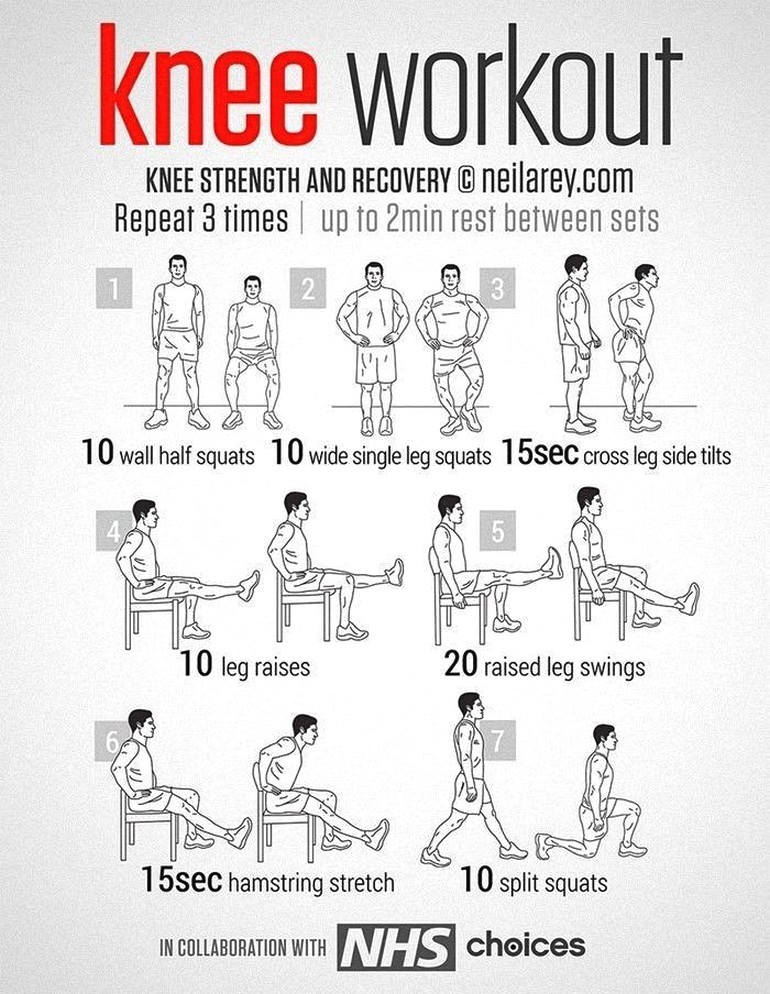 knee workout
KNEE STRENGTH AND RECOVERY © neilarey.com
Repeat 3 times | up to 2min rest between sets
1
2
3
10 wall half squats
10 wide single leg squats
15sec cross leg side tilts
4
5
10 leg raises
20 raised leg swings
6
7
15sec hamstring stretch
10 split squats
IN COLLABORATION WITH NHS choices